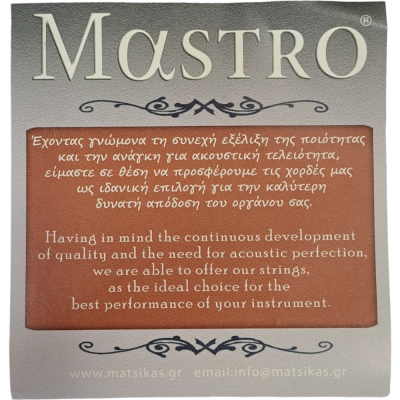 MαSTRO®
Έχοντας γνώμονα τη συνεχή εξέλιξη της ποιότητας
και την ανάγκη για ακουστική τελειότητα,
είμαστε σε θέση να προσφέρουμε τις χορδές μας
ως ιδανική επιλογή για την καλύτερη
δυνατή απόδοση του οργάνου σας.
Having in mind the continuous development
of quality and the need for acoustic perfection,
we are able to offer our strings,
as the ideal choice for the
best performance of your instrument.
www.matsikas.gr email:info@matsikas.gr